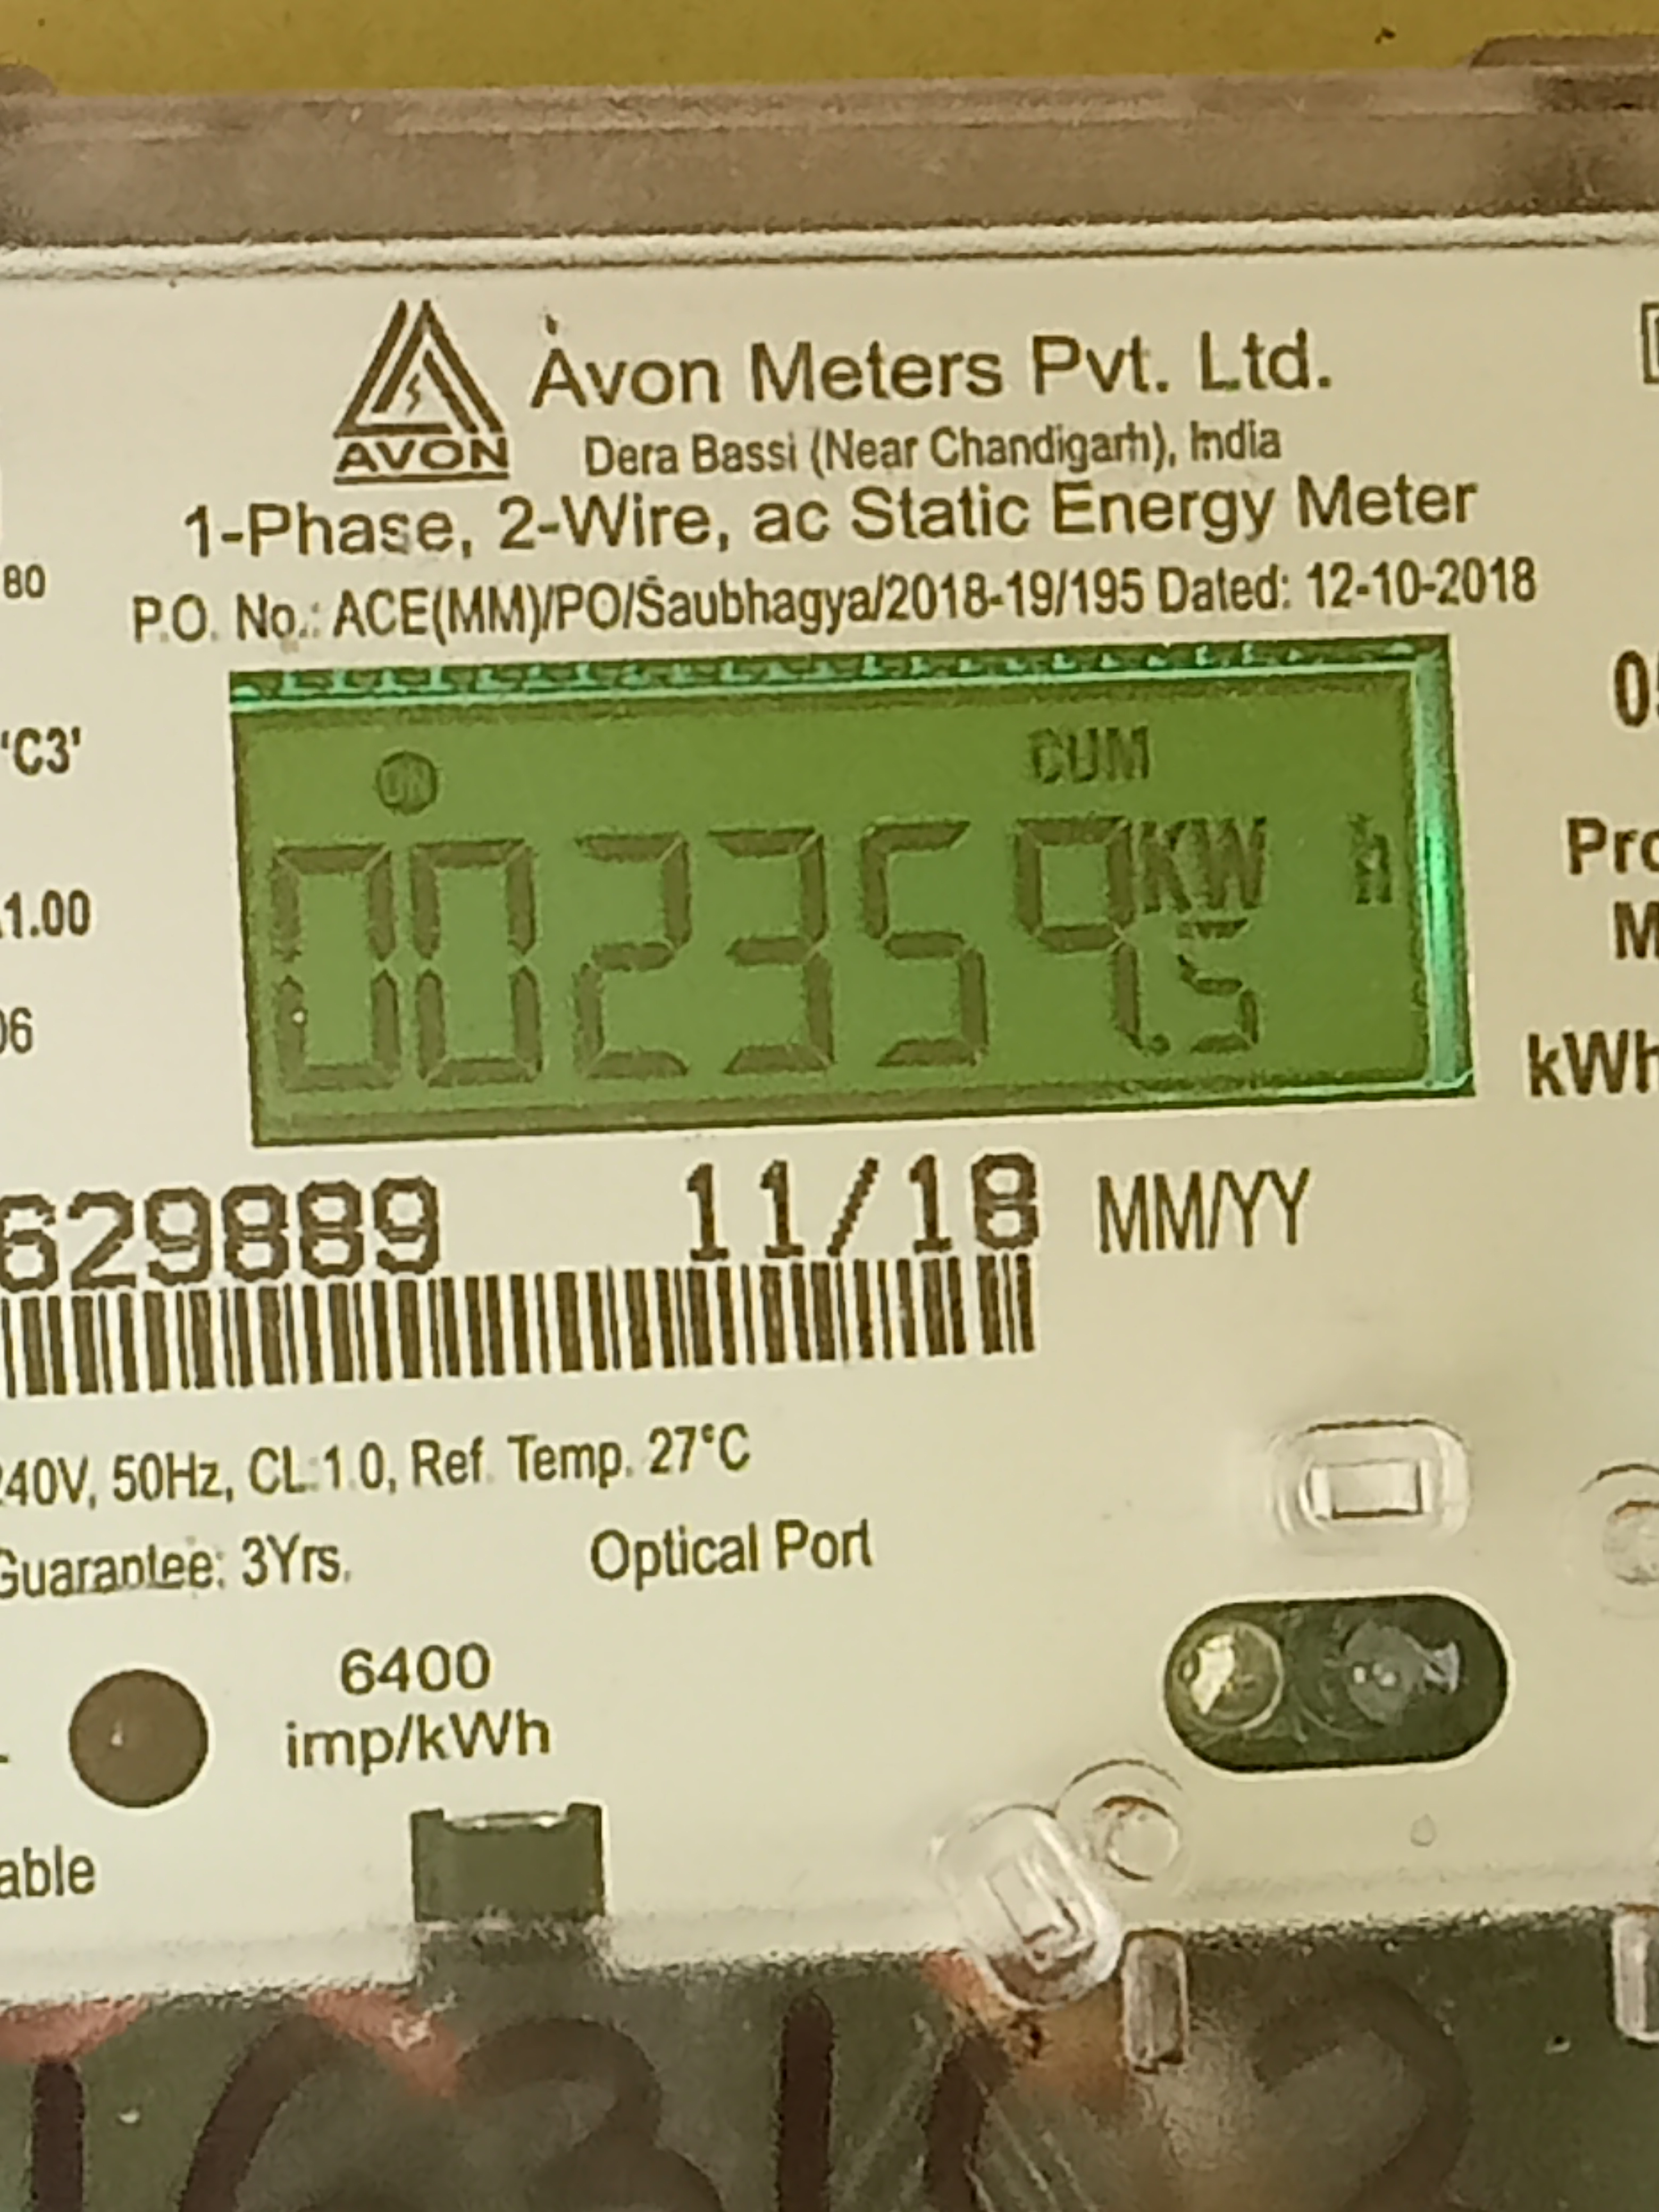 Avon Meters Pvt. Ltd.
AVON
Dera Bassi (Near Chandigarh), India
1-Phase, 2-Wire, ac Static Energy Meter
80
P.O. No.: ACE(MM)/PO/Saubhagya/2018-19/195 Dated: 12-10-2018
'C3'
ON
CUM
002359.5 KW h
1.00
06
kWh
629889 11/18 MM/YY
240V, 50Hz, CL 1.0, Ref. Temp. 27°C
Guarantee: 3Yrs.
Optical Port
6400
imp/kWh
able